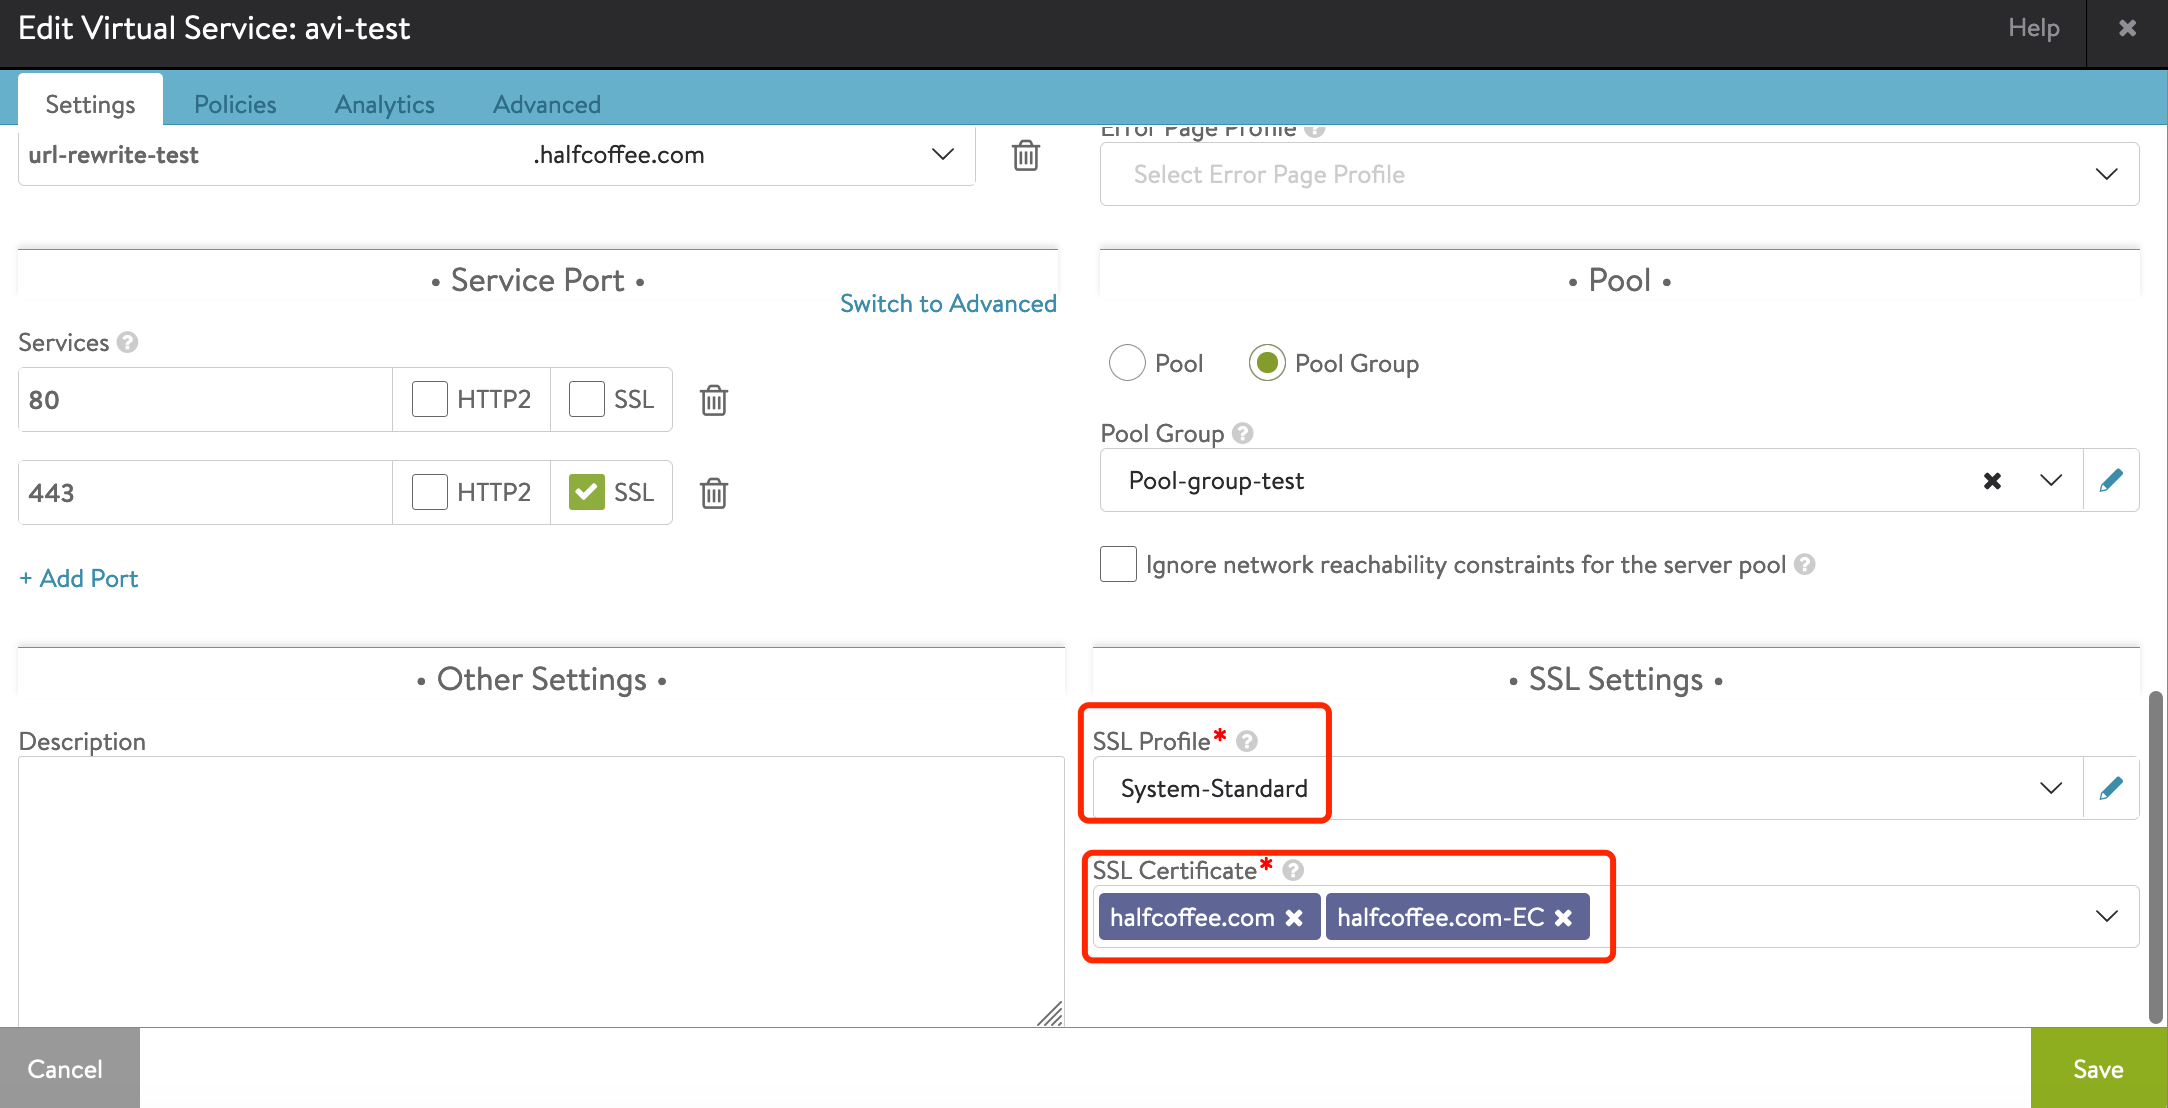 Edit Virtual Service: avi-test
Help
Settings Policies Analytics Advanced
url-rewrite-test .halfcoffee.com
Error Page Profile
Select Error Page Profile
• Service Port •
Switch to Advanced
Services
80 HTTP2 SSL
443 HTTP2 SSL
+ Add Port
• Pool •
Pool Pool Group
Pool Group
Pool-group-test
Ignore network reachability constraints for the server pool
• Other Settings •
Description
• SSL Settings •
SSL Profile*
System-Standard
SSL Certificate*
halfcoffee.com halfcoffee.com-EC
Cancel
Save